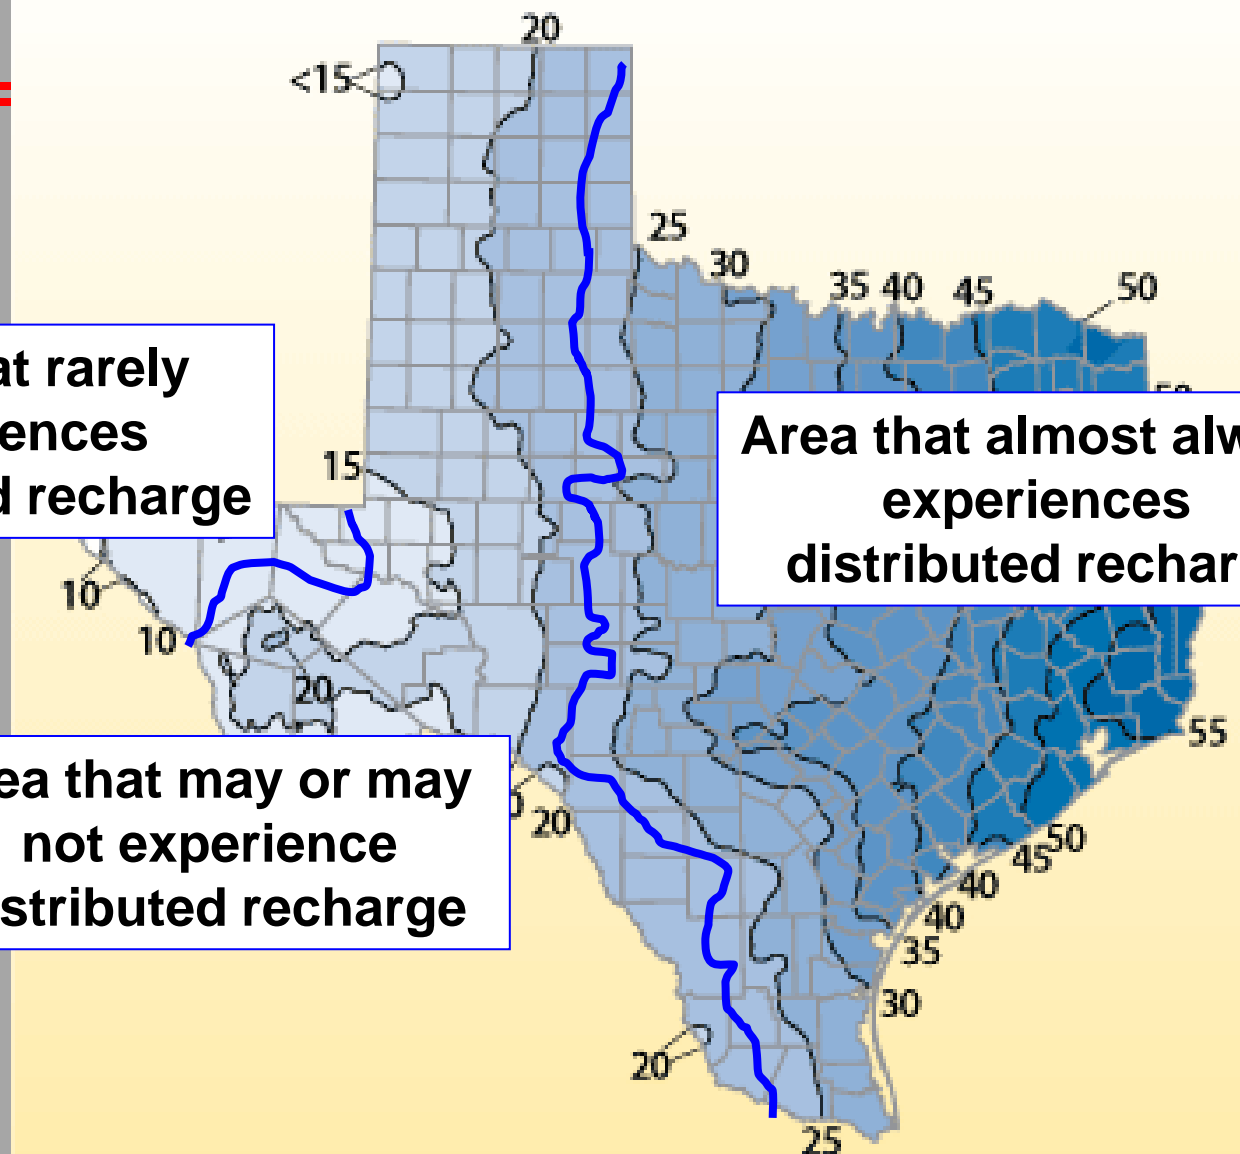 20
<15
25
30
35 40 45 50
at rarely
ences
d recharge
Area that almost alw
experiences
distributed rechar
15
10
10
20
55
ea that may or may
not experience
stributed recharge
20
50
45
40
40
35
30
20
25